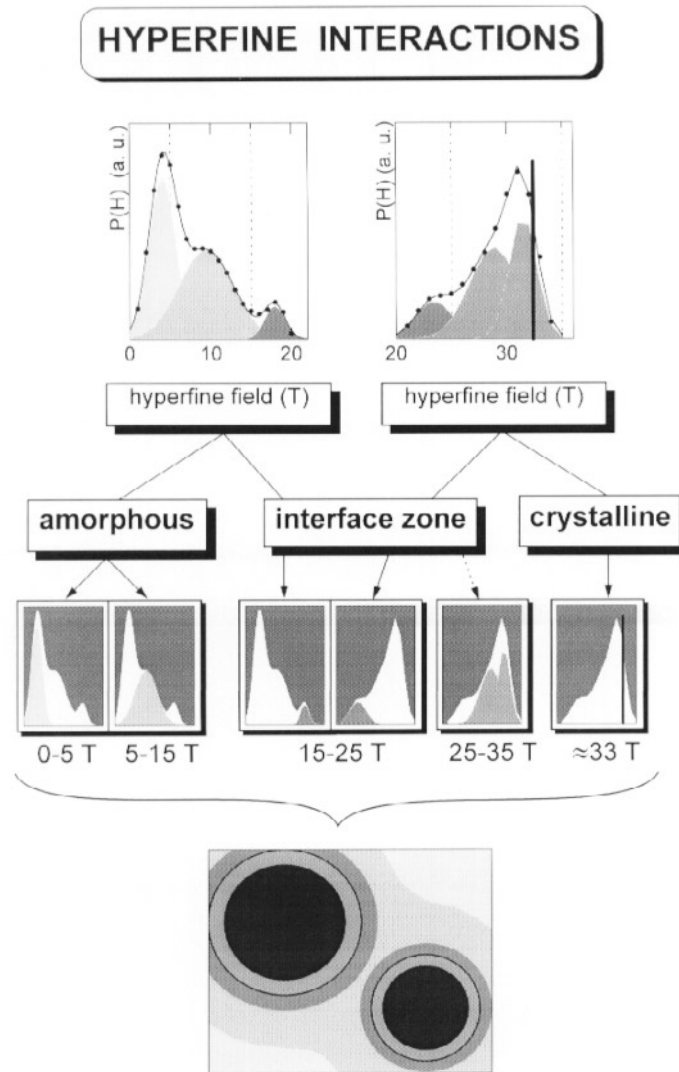 HYPERFINE INTERACTIONS
P(H) (a. u.)
0 10 20
P(H) (a. u.)
20 30
hyperfine field (T)
hyperfine field (T)
amorphous
interface zone
crystalline
0-5 T
5-15 T
15-25 T
25-35 T
≈33 T